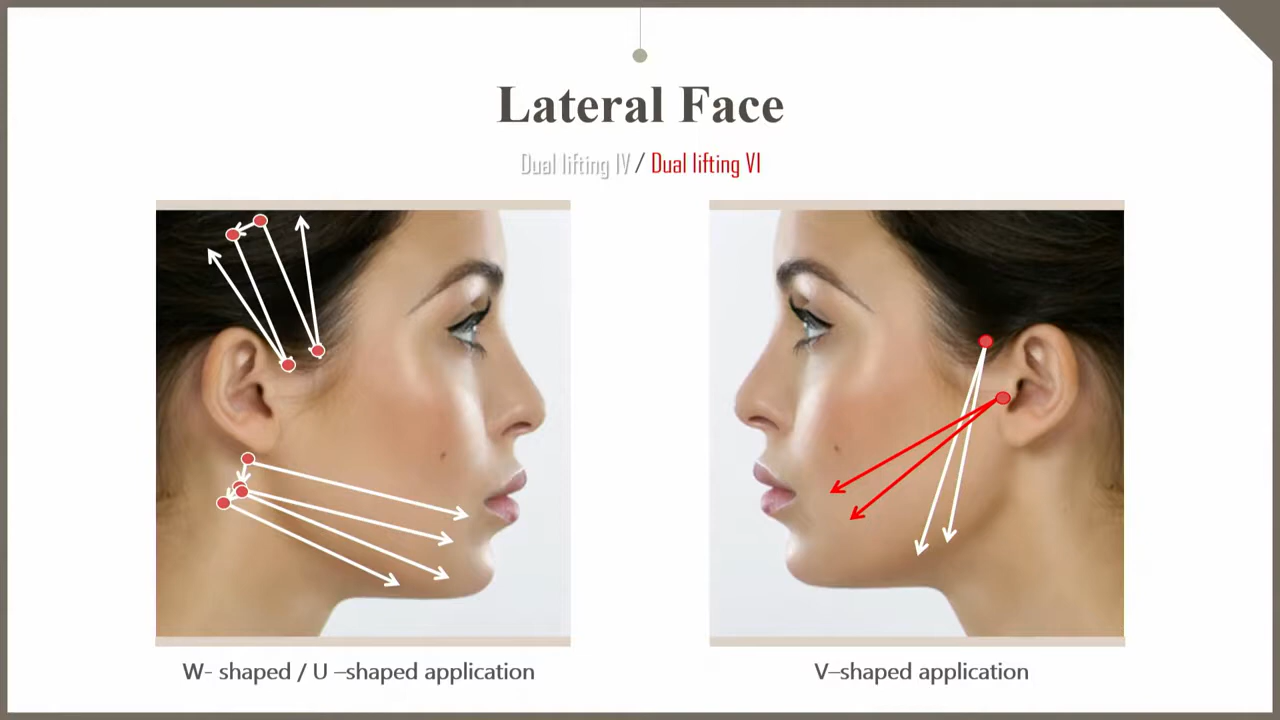 Lateral Face
Dual lifting IV / Dual lifting VI
W- shaped / U –shaped application
V–shaped application